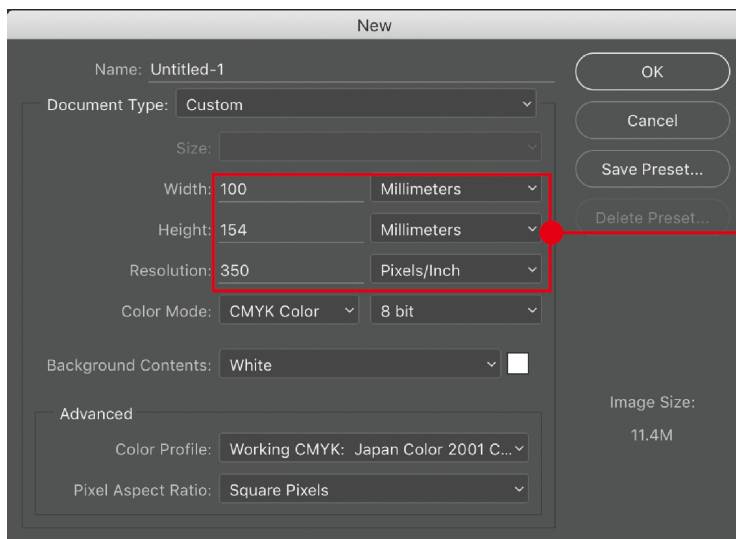 New
Name: Untitled-1
OK
Document Type: Custom
Cancel
Size:
Save Preset...
Width: 100 Millimeters
Delete Preset...
Height: 154 Millimeters
Resolution: 350 Pixels/Inch
Color Mode: CMYK Color 8 bit
Background Contents: White
Image Size:
Advanced
11.4M
Color Profile: Working CMYK: Japan Color 2001 C...
Pixel Aspect Ratio: Square Pixels